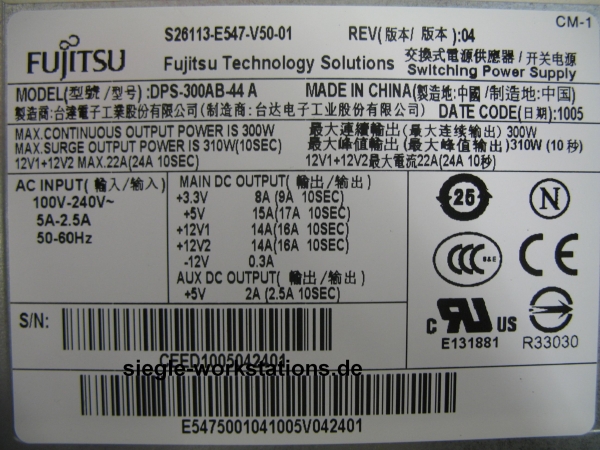 CM-1
FUJITSU
S26113-E547-V50-01 REV(版本/ 版本 ):04
Fujitsu Technology Solutions 交換式電源供應器 / 开关电源
Switching Power Supply
MODEL(型號 /型号) :DPS-300AB-44 A MADE IN CHINA(製造地:中國 /制造地:中国)
製造商:台達電子工業股份有限公司(制造商 : 台达电子工业股份有限公司) DATE CODE(日期):1005
MAX.CONTINUOUS OUTPUT POWER IS 300W 最大連續輸出(最大连续输出) 300W
MAX.SURGE OUTPUT POWER IS 310W(10SEC) 最大峰值輸出 (最大峰值输出) 310W (10 秒)
12V1+12V2 MAX.22A(24A 10SEC) 12V1+12V2最大電流22A(24A 10秒)
AC INPUT( 輸入/输入)
100V-240V~
5A-2.5A
50-60Hz
MAIN DC OUTPUT( 輸出/输出)
+3.3V 8A (9A 10SEC)
+5V 15A(17A 10SEC)
+12V1 14A(16A 10SEC)
+12V2 14A(16A 10SEC)
-12V 0.3A
AUX DC OUTPUT( 輸出/输出)
+5V 2A (2.5A 10SEC)
25
N
CCC S&E
CE
c RU US
E131881
R33030
S/N:
CFED1005042401
siegle-workstations.de
E5475001041005V042401